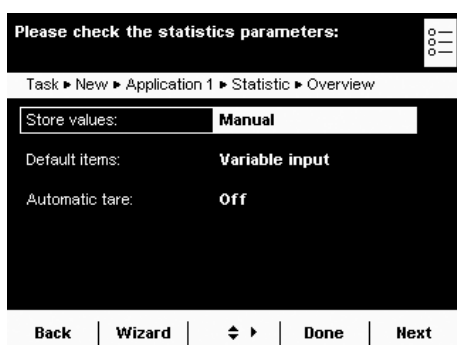 Please check the statistics parameters:
Task ▸ New ▸ Application 1 ▸ Statistic ▸ Overview
Store values: Manual
Default items: Variable input
Automatic tare: Off
Back Wizard Done Next